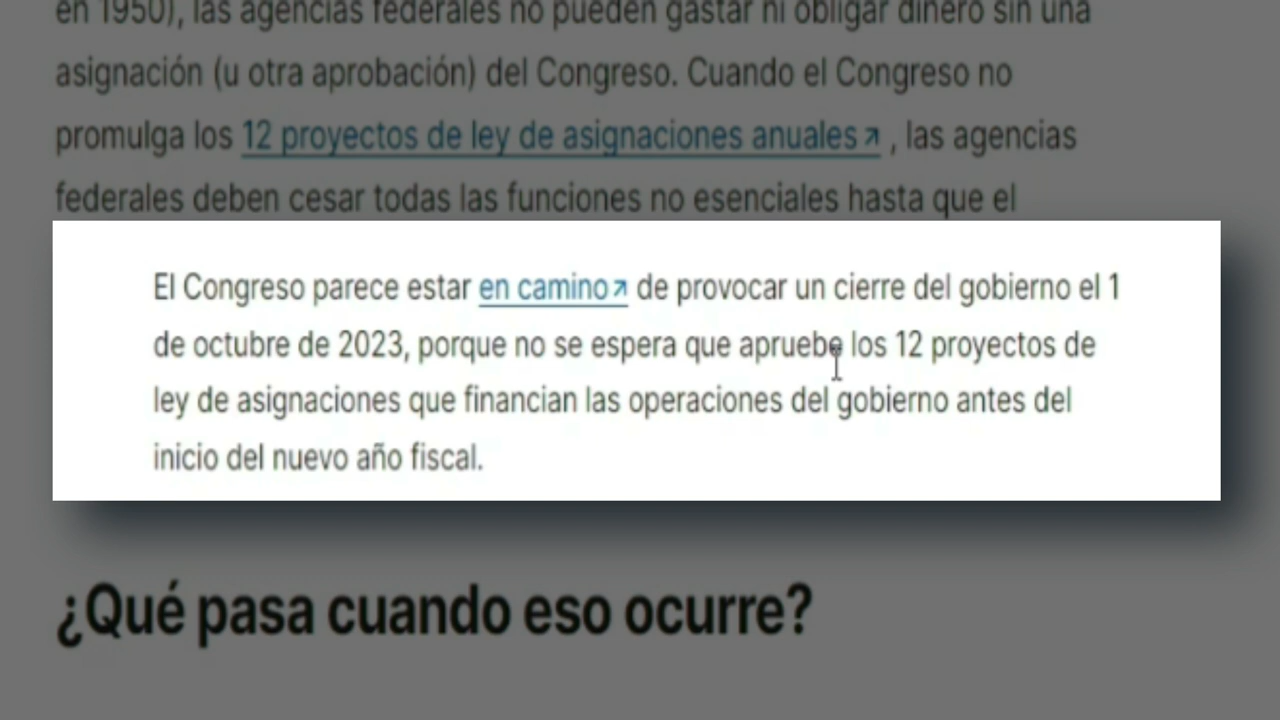 en 1950), las agencias federales no pueden gastar ni obligar dinero sin una
asignación (u otra aprobación) del Congreso. Cuando el Congreso no
promulga los 12 proyectos de ley de asignaciones anuales↗ , las agencias
federales deben cesar todas las funciones no esenciales hasta que el
El Congreso parece estar en camino↗ de provocar un cierre del gobierno el 1
de octubre de 2023, porque no se espera que apruebe los 12 proyectos de
ley de asignaciones que financian las operaciones del gobierno antes del
inicio del nuevo año fiscal.
¿Qué pasa cuando eso ocurre?